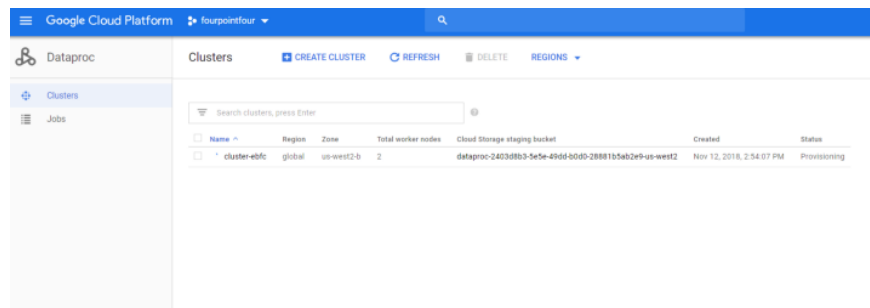 Google Cloud Platform fourpointfour
Dataproc Clusters CREATE CLUSTER REFRESH DELETE REGIONS
Clusters
Jobs
Search clusters, press Enter
Name Region Zone Total worker nodes Cloud Storage staging bucket Created Status
cluster-ebfc global us-west2-b 2 dataproc-2403d8b3-5e5e-49dd-b0d0-28881b5ab2e9-us-west2 Nov 12, 2018, 2:54:07 PM Provisioning